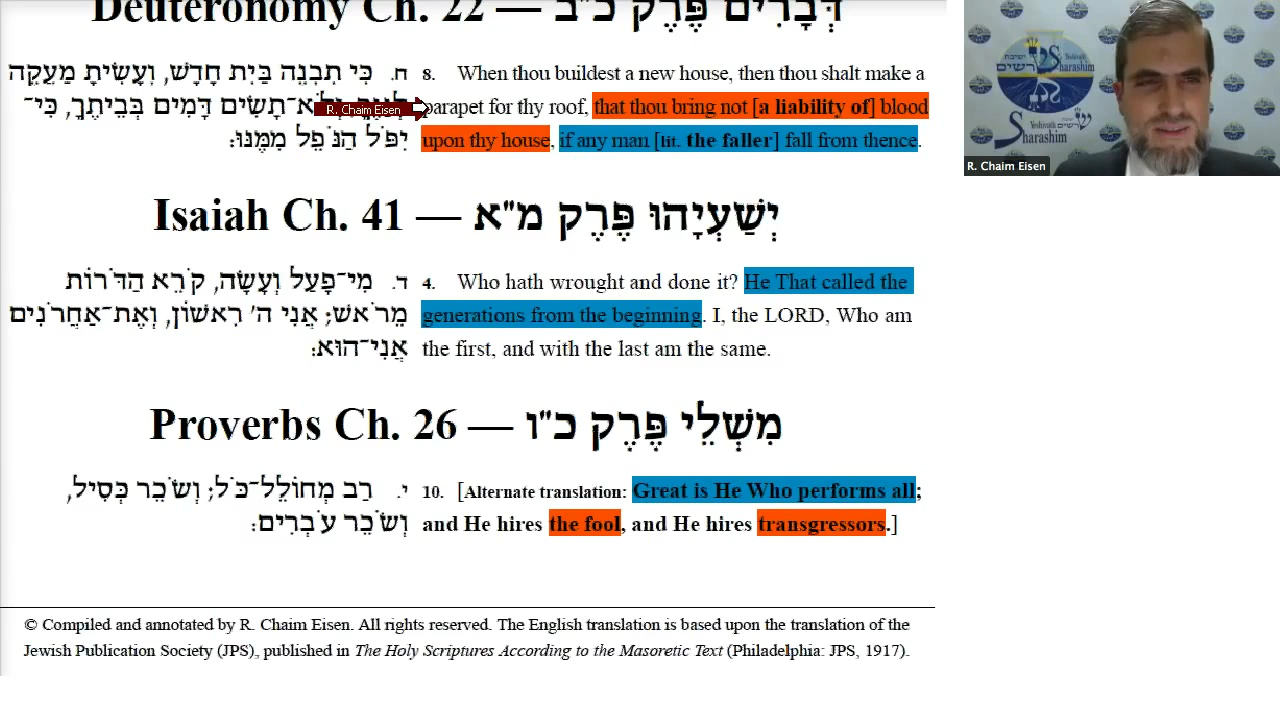 Deuteronomy Ch. 22 — דְּבָרִים פֶּרֶק כ"ב
ח. כִּי תִבְנֶה בַּיִת חָדָשׁ, וְעָשִׂיתָ מַעֲקֶה
תָשִׂים דָּמִים בְּבֵיתֶךָ, כִּי־
יִפֹּל הַנֹּפֵל מִמֶּנּוּ:
8. When thou buildest a new house, then thou shalt make a
parapet for thy roof, that thou bring not [a liability of] blood
upon thy house, if any man [lit. the faller] fall from thence.
R. Chaim Eisen
Isaiah Ch. 41 — יְשַׁעְיָהוּ פֶּרֶק מ"א
ד. מִי־פָעַל וְעָשָׂה, קֹרֵא הַדֹּרוֹת
מֵרֹאשׁ; אֲנִי ה' רִאשׁוֹן, וְאֶת־אַחֲרֹנִים
אֲנִי־הוּא:
4. Who hath wrought and done it? He That called the
generations from the beginning. I, the LORD, Who am
the first, and with the last am the same.
Proverbs Ch. 26 — מִשְׁלֵי פֶּרֶק כ"ו
י. רַב מְחוֹלֵל־כֹּל; וְשֹׂכֵר כְּסִיל,
וְשֹׂכֵר עֹבְרִים:
10. [Alternate translation: Great is He Who performs all;
and He hires the fool, and He hires transgressors.]
© Compiled and annotated by R. Chaim Eisen. All rights reserved. The English translation is based upon the translation of the
Jewish Publication Society (JPS), published in The Holy Scriptures According to the Masoretic Text (Philadelphia: JPS, 1917).
Yeshivath
Sharashim
ישיבת
שרשים
Yeshivath שרשים
Sharashim
R. Chaim Eisen